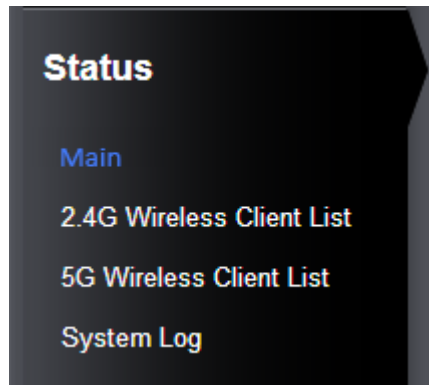 Status
Main
2.4G Wireless Client List
5G Wireless Client List
System Log